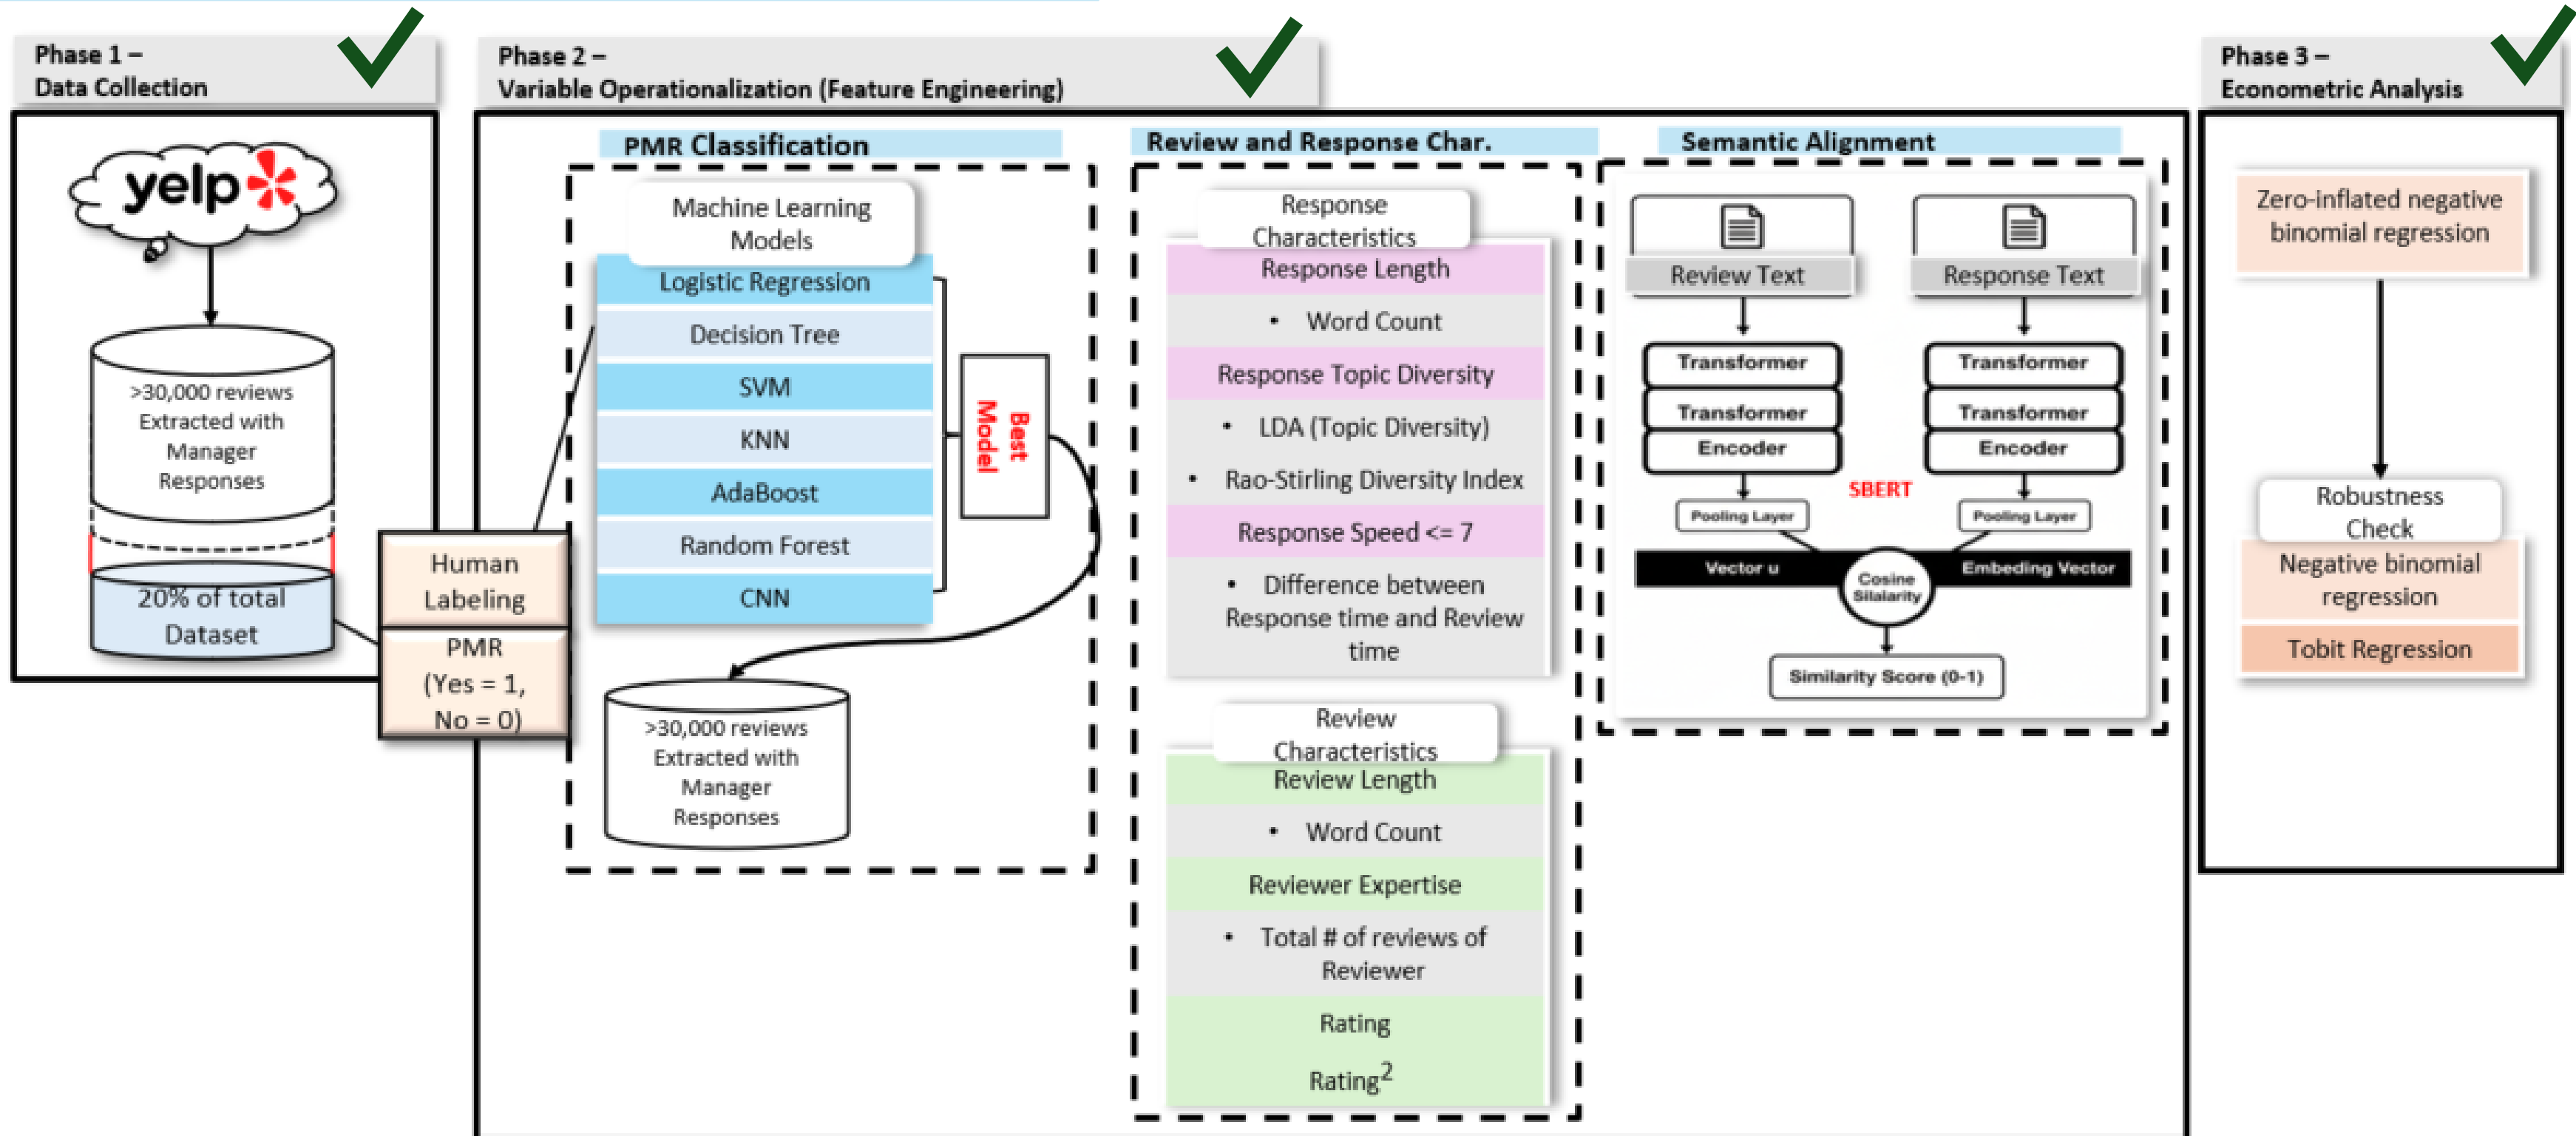 Phase 1 –
Data Collection
yelp
>30,000 reviews
Extracted with
Manager
Responses
20% of total
Dataset
Human
Labeling
PMR
(Yes = 1,
No = 0)
Phase 2 –
Variable Operationalization (Feature Engineering)
PMR Classification
Machine Learning
Models
Logistic Regression
Decision Tree
SVM
KNN
AdaBoost
Random Forest
CNN
Best
Model
>30,000 reviews
Extracted with
Manager
Responses
Review and Response Char.
Response
Characteristics
Response Length
• Word Count
Response Topic Diversity
• LDA (Topic Diversity)
• Rao-Stirling Diversity Index
Response Speed <= 7
• Difference between
Response time and Review
time
Review
Characteristics
Review Length
• Word Count
Reviewer Expertise
• Total # of reviews of
Reviewer
Rating
Rating²
Semantic Alignment
Review Text
Response Text
Transformer
Transformer
Transformer
Transformer
Encoder
Encoder
SBERT
Pooling Layer
Pooling Layer
Vector u
Embeding Vector
Cosine
Silalarity
Similarity Score (0-1)
Phase 3 –
Econometric Analysis
Zero-inflated negative
binomial regression
Robustness
Check
Negative binomial
regression
Tobit Regression